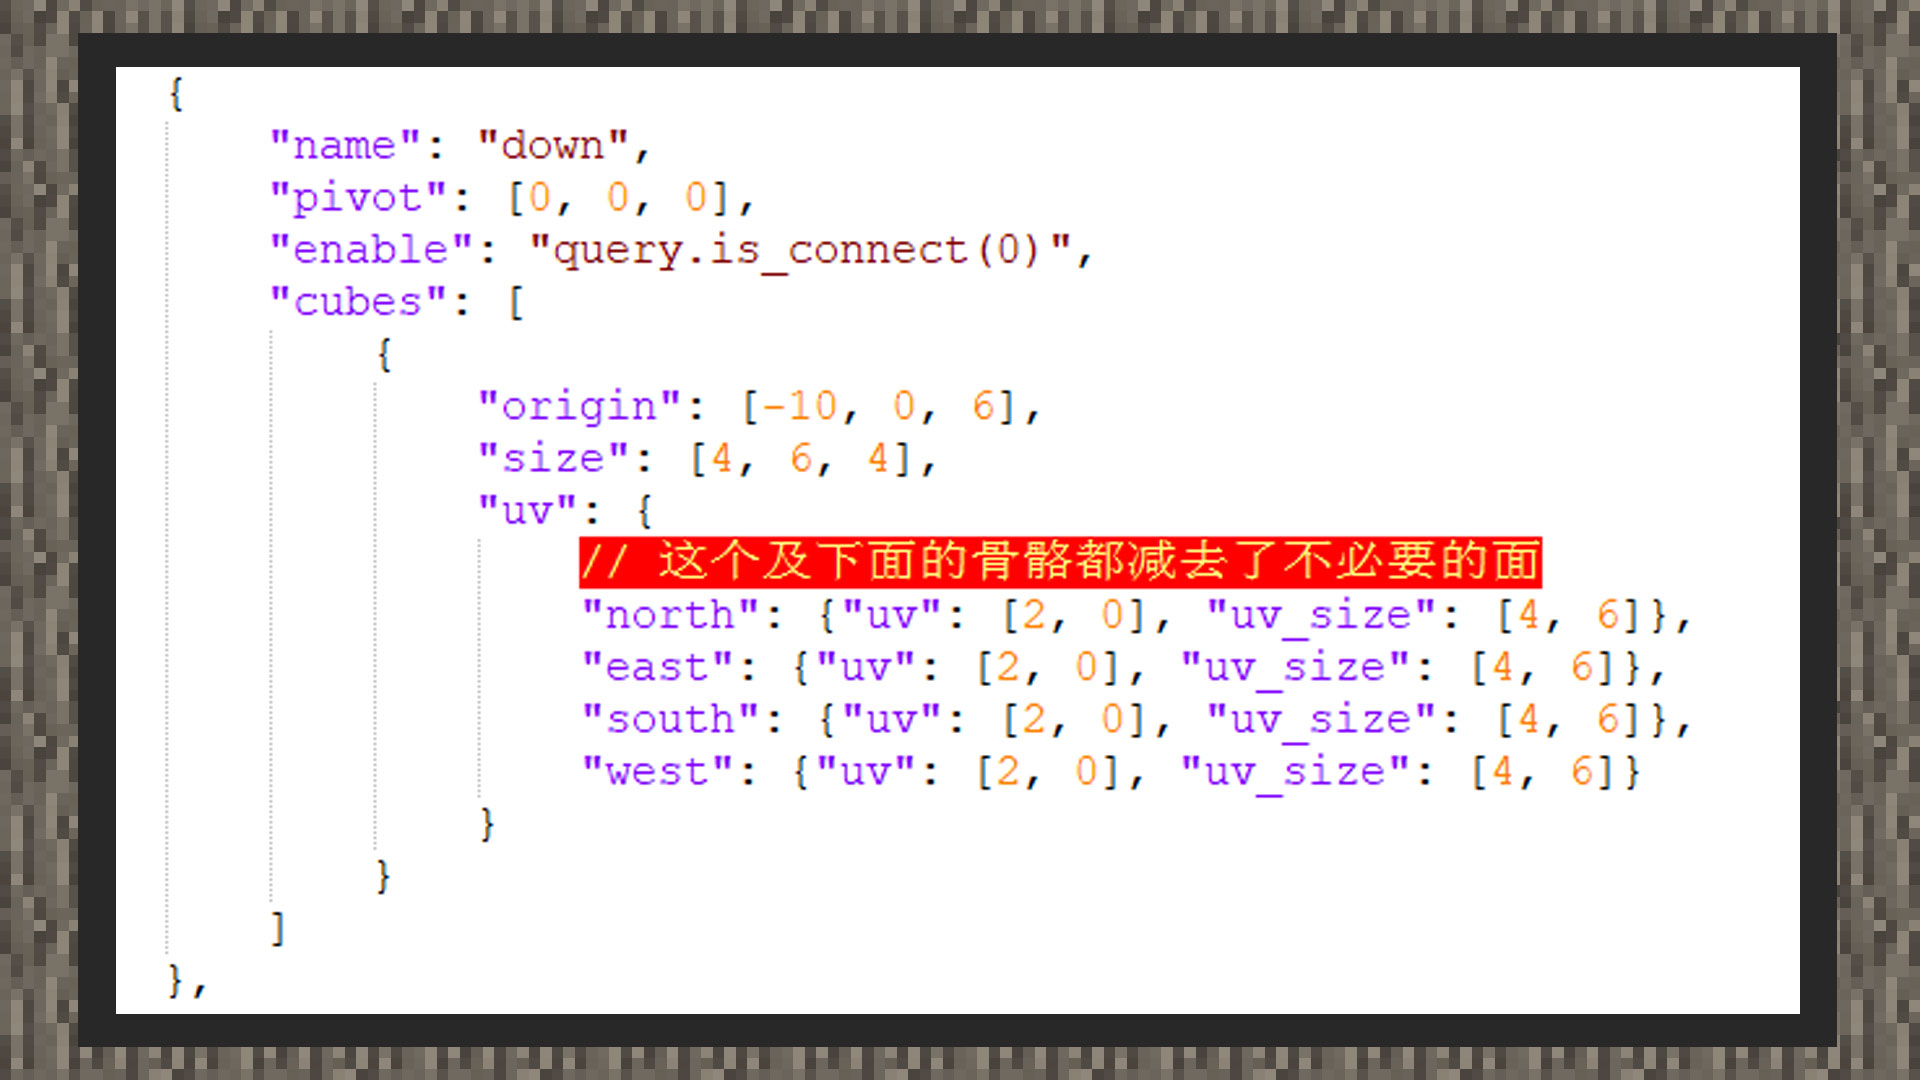 {
"name": "down",
"pivot": [0, 0, 0],
"enable": "query.is_connect(0)",
"cubes": [
{
"origin": [-10, 0, 6],
"size": [4, 6, 4],
"uv": {
// 这个及下面的骨骼都减去了不必要的面
"north": {"uv": [2, 0], "uv_size": [4, 6]},
"east": {"uv": [2, 0], "uv_size": [4, 6]},
"south": {"uv": [2, 0], "uv_size": [4, 6]},
"west": {"uv": [2, 0], "uv_size": [4, 6]}
}
}
]
},